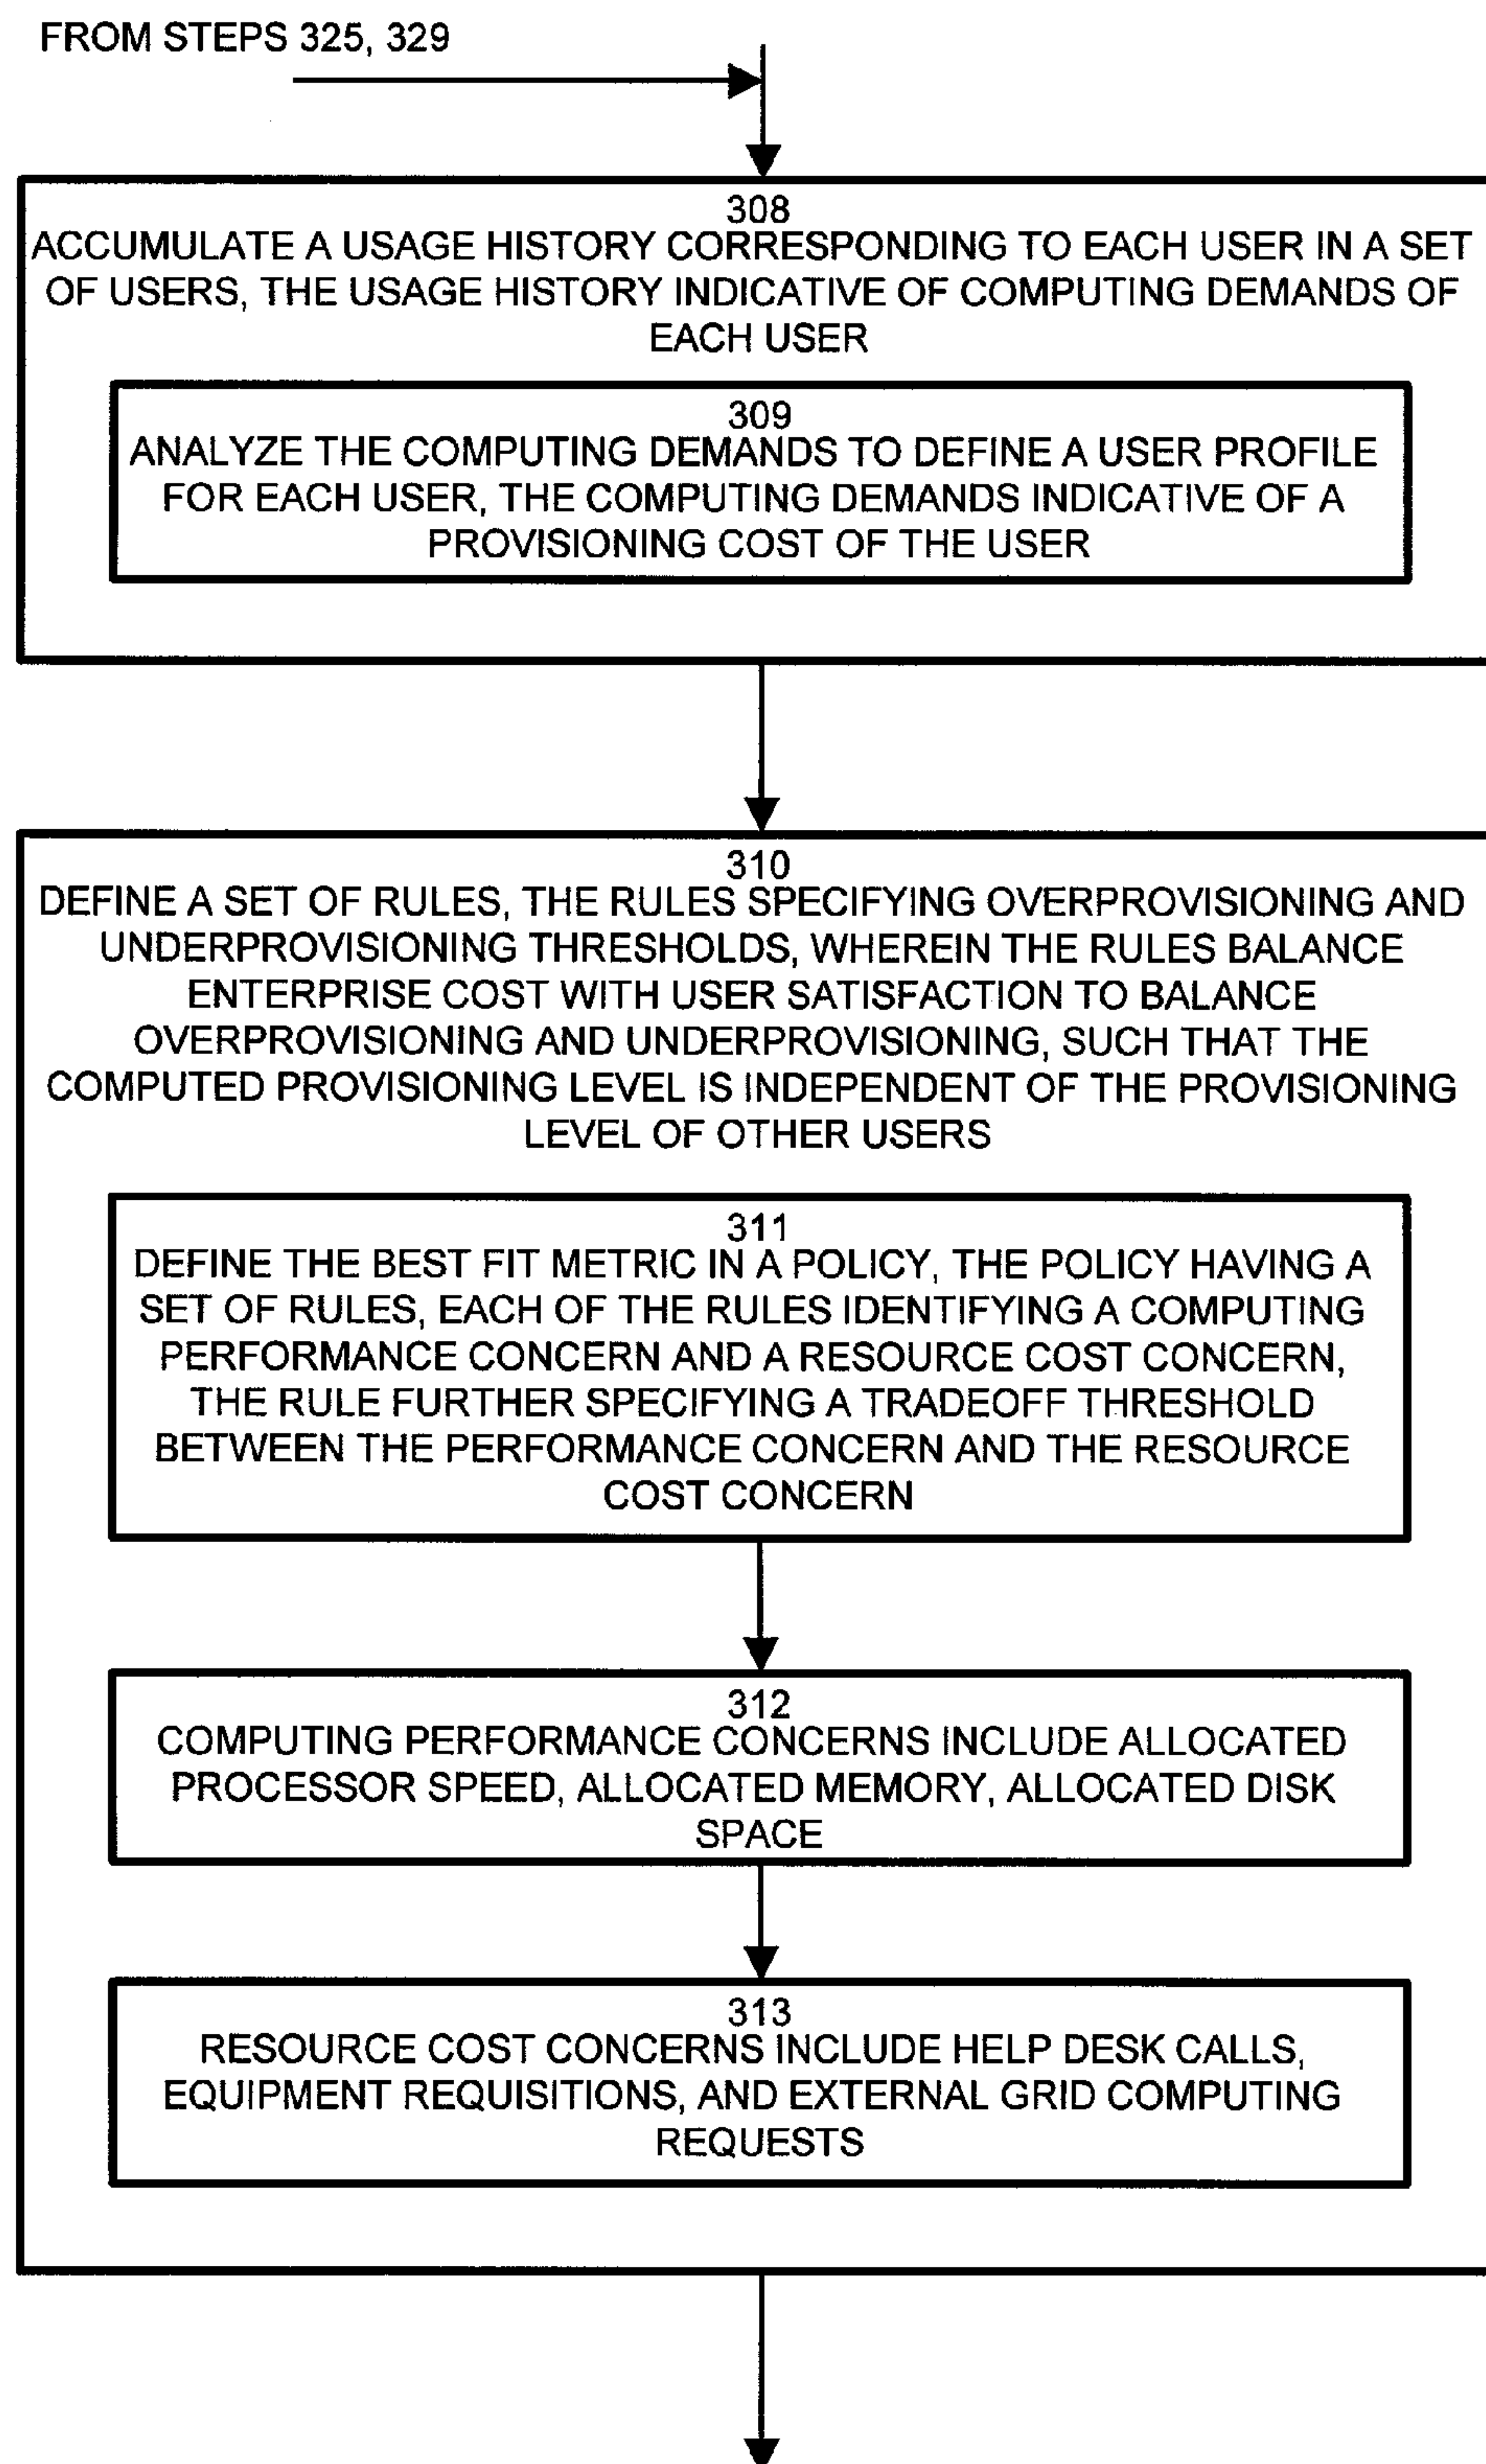 FROM STEPS 325, 329
308
ACCUMULATE A USAGE HISTORY CORRESPONDING TO EACH USER IN A SET
OF USERS, THE USAGE HISTORY INDICATIVE OF COMPUTING DEMANDS OF
EACH USER
309
ANALYZE THE COMPUTING DEMANDS TO DEFINE A USER PROFILE
FOR EACH USER, THE COMPUTING DEMANDS INDICATIVE OF A
PROVISIONING COST OF THE USER
310
DEFINE A SET OF RULES, THE RULES SPECIFYING OVERPROVISIONING AND
UNDERPROVISIONING THRESHOLDS, WHEREIN THE RULES BALANCE
ENTERPRISE COST WITH USER SATISFACTION TO BALANCE
OVERPROVISIONING AND UNDERPROVISIONING, SUCH THAT THE
COMPUTED PROVISIONING LEVEL IS INDEPENDENT OF THE PROVISIONING
LEVEL OF OTHER USERS
311
DEFINE THE BEST FIT METRIC IN A POLICY, THE POLICY HAVING A
SET OF RULES, EACH OF THE RULES IDENTIFYING A COMPUTING
PERFORMANCE CONCERN AND A RESOURCE COST CONCERN,
THE RULE FURTHER SPECIFYING A TRADEOFF THRESHOLD
BETWEEN THE PERFORMANCE CONCERN AND THE RESOURCE
COST CONCERN
312
COMPUTING PERFORMANCE CONCERNS INCLUDE ALLOCATED
PROCESSOR SPEED, ALLOCATED MEMORY, ALLOCATED DISK
SPACE
313
RESOURCE COST CONCERNS INCLUDE HELP DESK CALLS,
EQUIPMENT REQUISITIONS, AND EXTERNAL GRID COMPUTING
REQUESTS